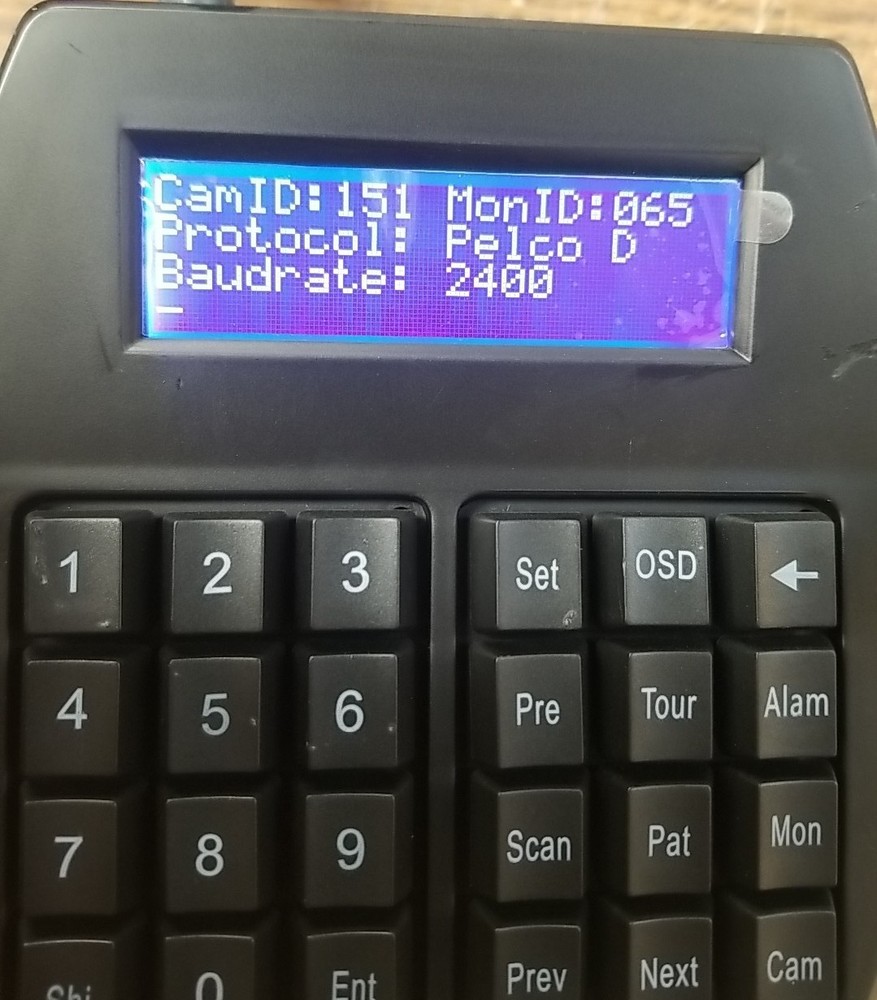 CamID:151 MonID:065
Protocol: Pelco D
Baudrate: 2400
1 2 3 Set OSD ←
4 5 6 Pre Tour Alam
7 8 9 Scan Pat Mon
Shi 0 Ent Prev Next Cam